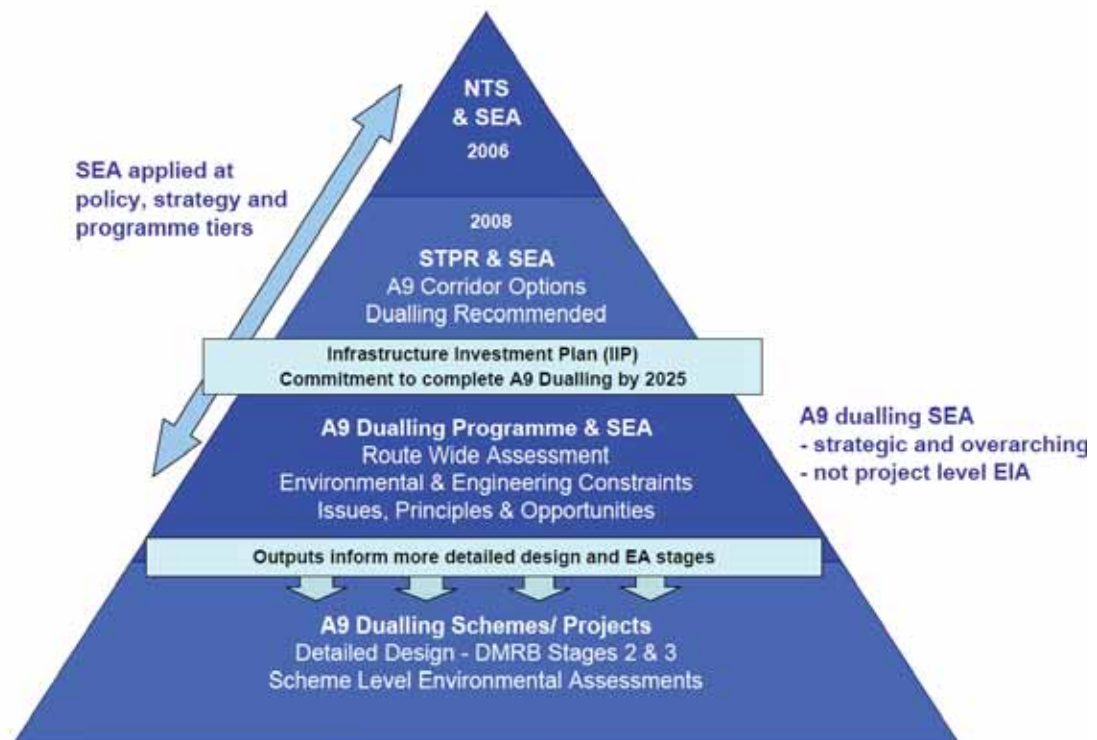 NTS
& SEA
2006
SEA applied at
policy, strategy and
programme tiers
2008
STPR & SEA
A9 Corridor Options
Dualling Recommended
Infrastructure Investment Plan (IIP)
Commitment to complete A9 Dualling by 2025
A9 Dualling Programme & SEA
Route Wide Assessment
Environmental & Engineering Constraints
Issues, Principles & Opportunities
A9 dualling SEA
- strategic and overarching
- not project level EIA
Outputs inform more detailed design and EA stages
A9 Dualling Schemes/ Projects
Detailed Design - DMRB Stages 2 & 3
Scheme Level Environmental Assessments